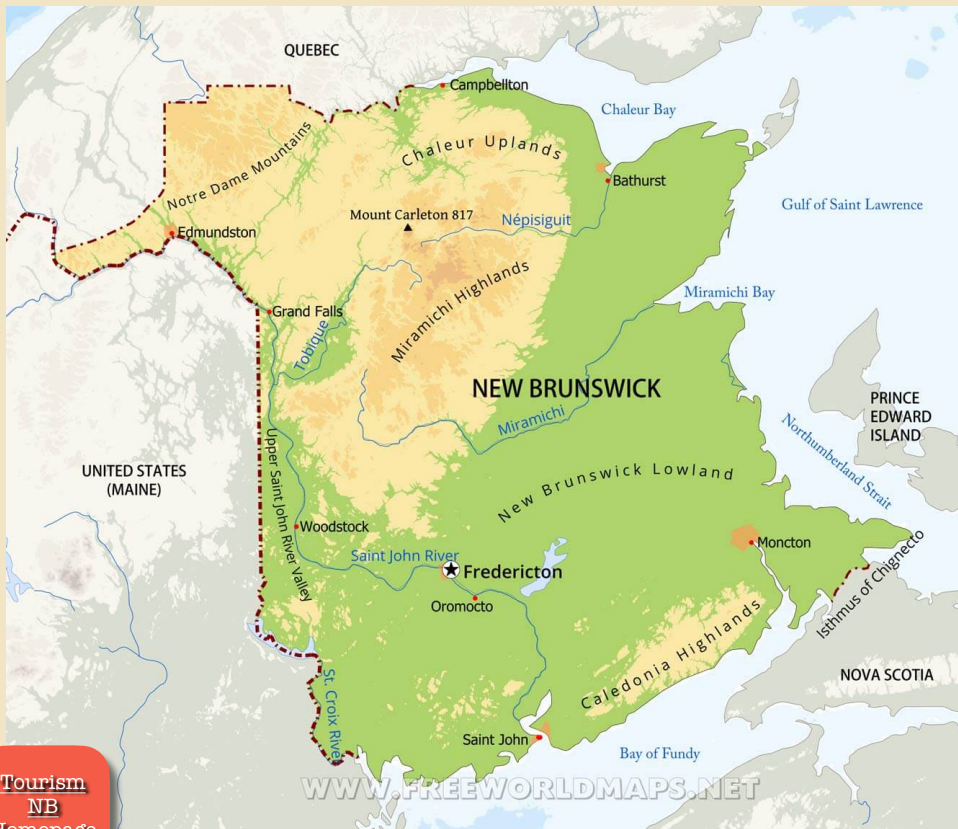 QUEBEC
Campbellton
Chaleur Bay
Notre Dame Mountains
Chaleur Uplands
Bathurst
Mount Carleton 817
Népisiguit
Gulf of Saint Lawrence
Edmundston
Miramichi Highlands
Miramichi Bay
Grand Falls
Tobique
NEW BRUNSWICK
PRINCE
EDWARD
ISLAND
Miramichi
Northumberland Strait
UNITED STATES
(MAINE)
Upper Saint John River Valley
New Brunswick Lowland
Woodstock
Moncton
Saint John River
Fredericton
Isthmus of Chignecto
Oromocto
Caledonia Highlands
St. Croix River
NOVA SCOTIA
Saint John
Bay of Fundy
WWW.FREEWORLDMAPS.NET
Tourism
NB